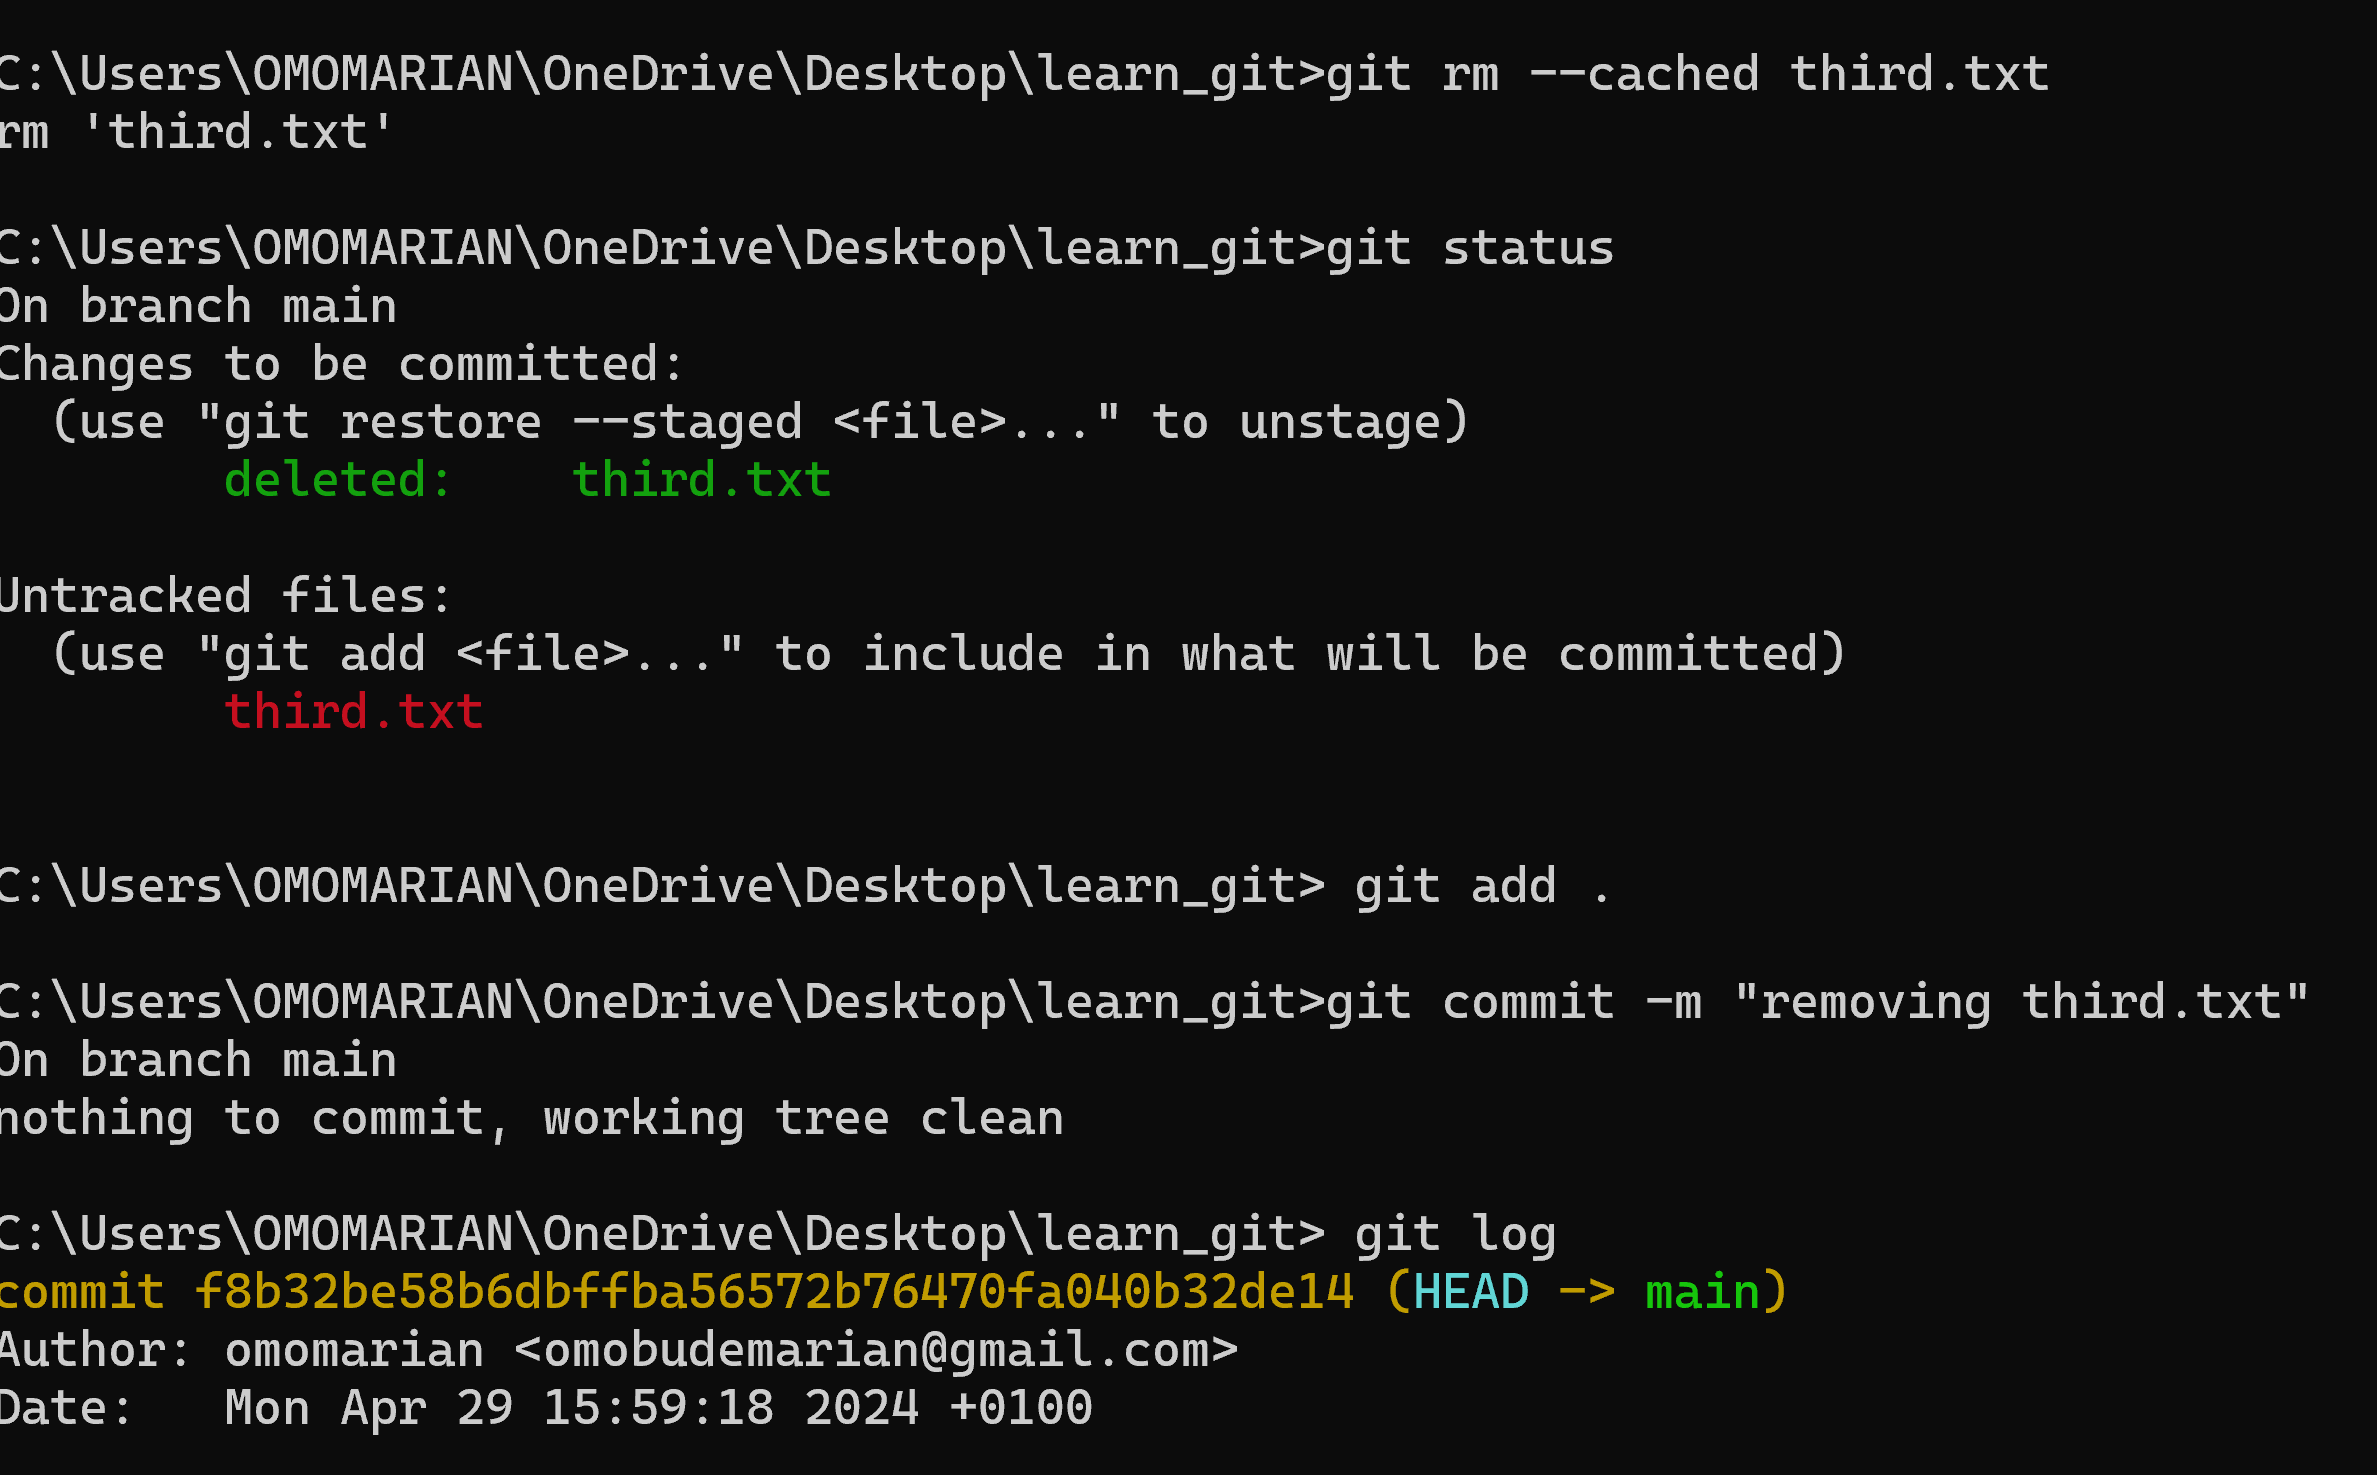 C:\Users\OMOMARIAN\OneDrive\Desktop\learn_git>git rm --cached third.txt
rm 'third.txt'
C:\Users\OMOMARIAN\OneDrive\Desktop\learn_git>git status
On branch main
Changes to be committed:
  (use "git restore --staged <file>..." to unstage)
        deleted:    third.txt
Untracked files:
  (use "git add <file>..." to include in what will be committed)
        third.txt
C:\Users\OMOMARIAN\OneDrive\Desktop\learn_git> git add .
C:\Users\OMOMARIAN\OneDrive\Desktop\learn_git>git commit -m "removing third.txt"
On branch main
nothing to commit, working tree clean
C:\Users\OMOMARIAN\OneDrive\Desktop\learn_git> git log
commit f8b32be58b6dbffba56572b76470fa040b32de14 (HEAD -> main)
Author: omomarian <omobudemarian@gmail.com>
Date:   Mon Apr 29 15:59:18 2024 +0100